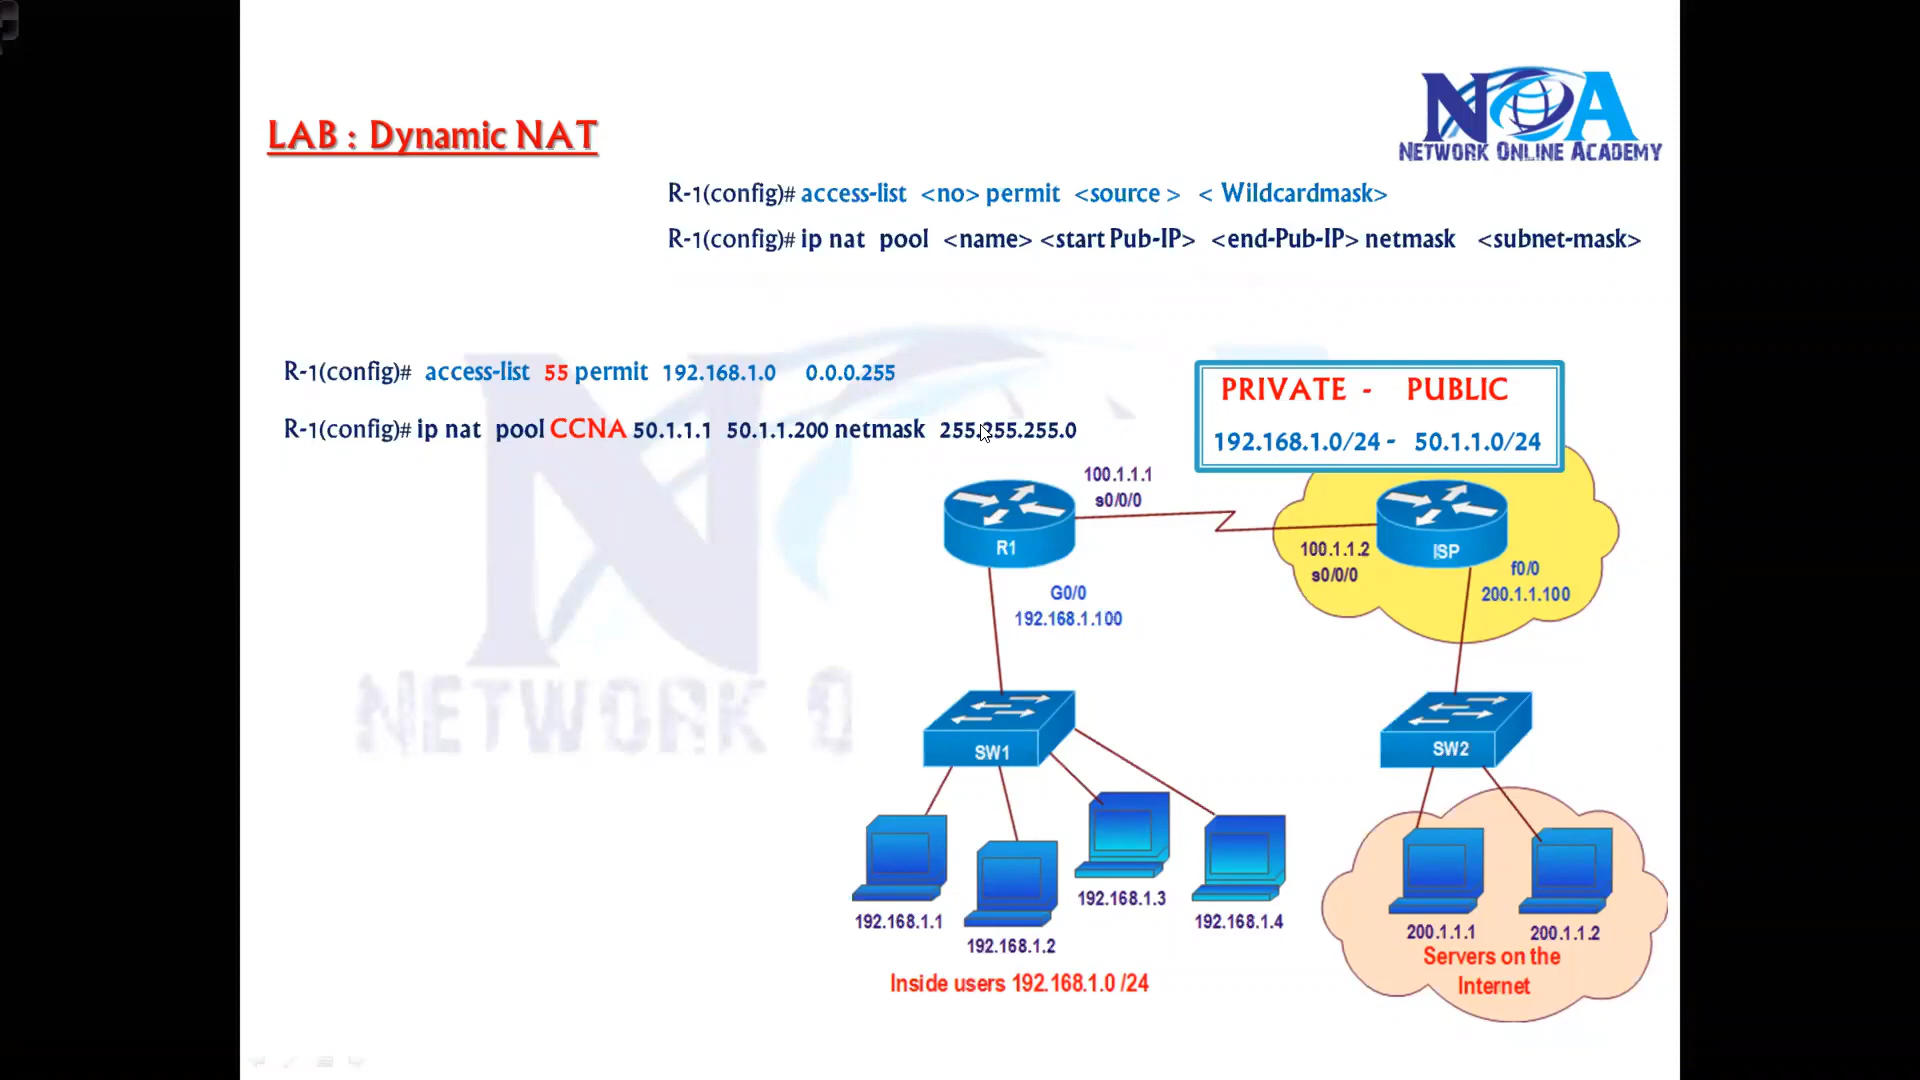 LAB : Dynamic NAT
NOA
NETWORK ONLINE ACADEMY
R-1(config)# access-list <no> permit <source > < Wildcardmask>
R-1(config)# ip nat pool <name> <start Pub-IP> <end-Pub-IP> netmask <subnet-mask>
R-1(config)# access-list 55 permit 192.168.1.0 0.0.0.255
R-1(config)# ip nat pool CCNA 50.1.1.1 50.1.1.200 netmask 255.255.255.0
PRIVATE - PUBLIC
192.168.1.0/24 - 50.1.1.0/24
100.1.1.1
s0/0/0
R1
ISP
100.1.1.2
s0/0/0
f0/0
200.1.1.100
G0/0
192.168.1.100
NETWORK O
SW1
SW2
192.168.1.1
192.168.1.2
192.168.1.3
192.168.1.4
200.1.1.1
200.1.1.2
Servers on the
Internet
Inside users 192.168.1.0 /24